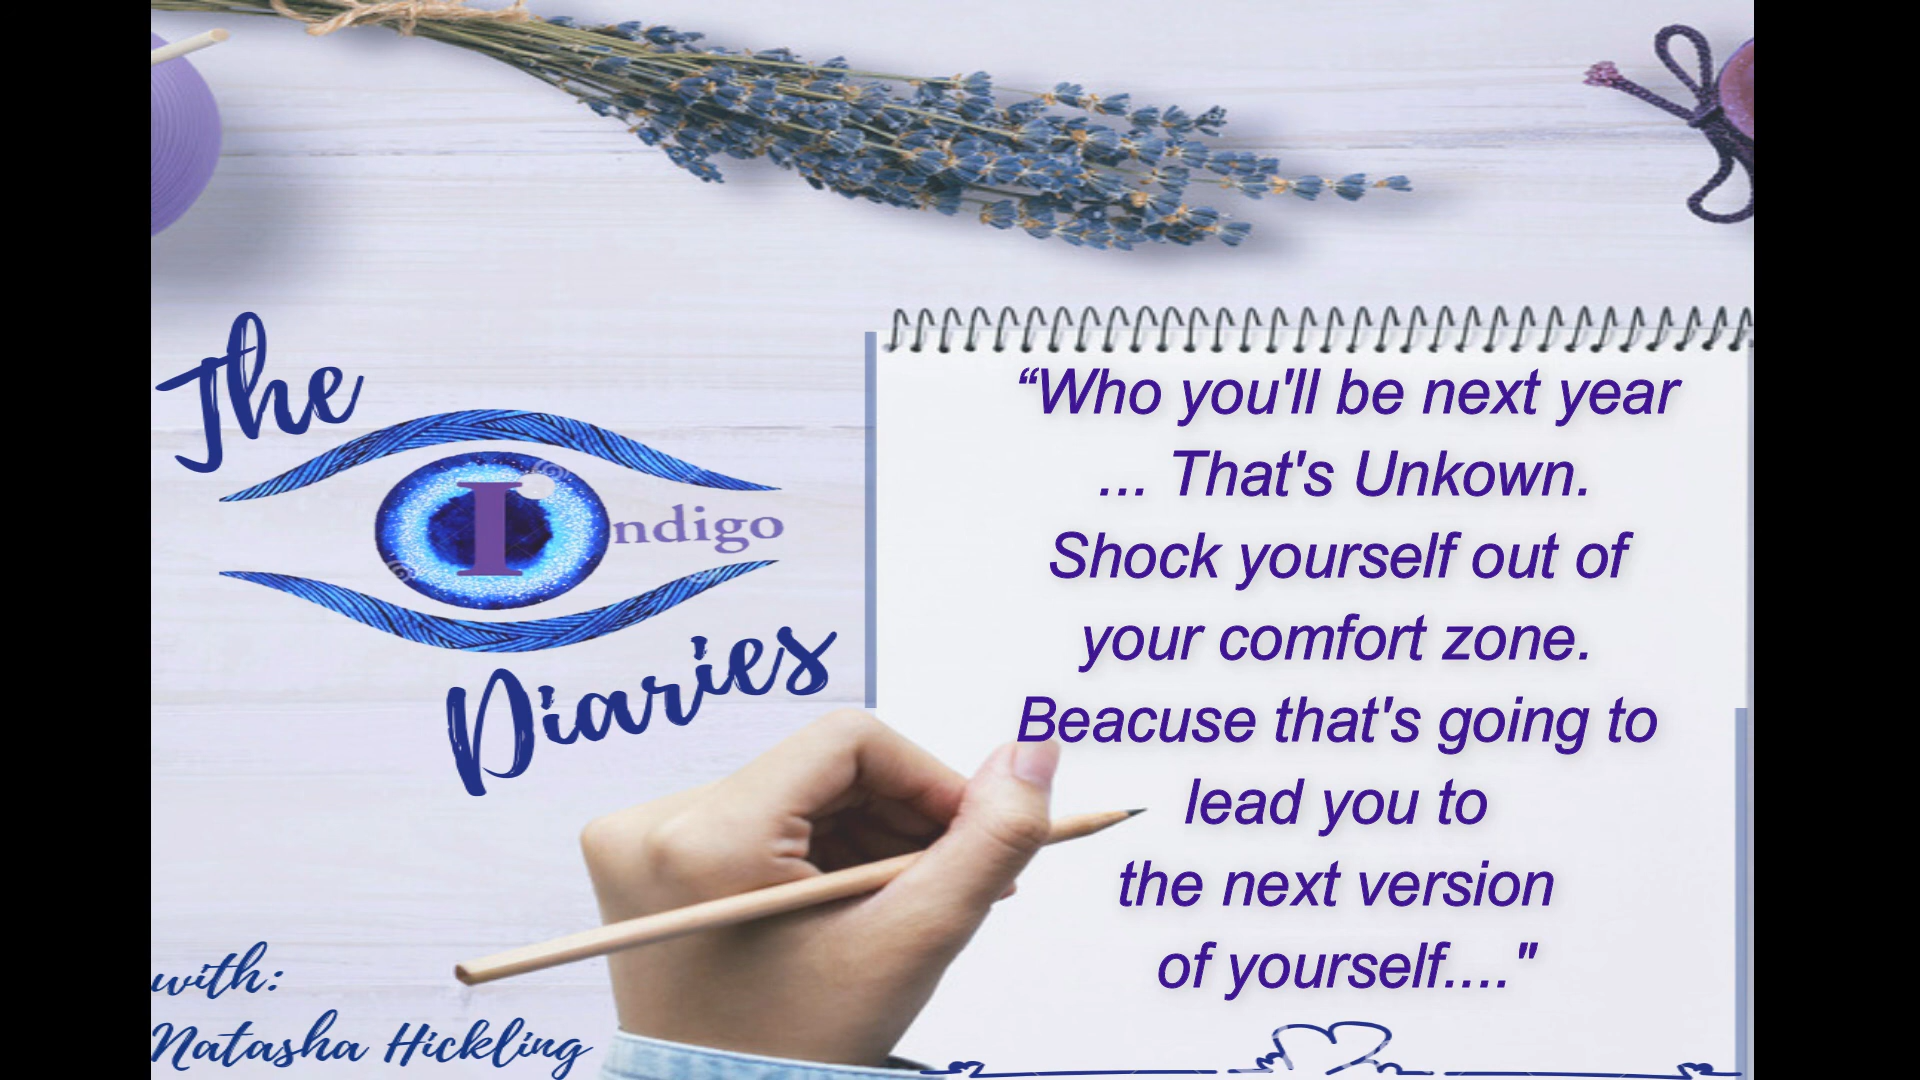 The
Indigo
Diaries
with:
Natasha Hickling
“Who you'll be next year
... That's Unkown.
Shock yourself out of
your comfort zone.
Beacuse that's going to
lead you to
the next version
of yourself...."